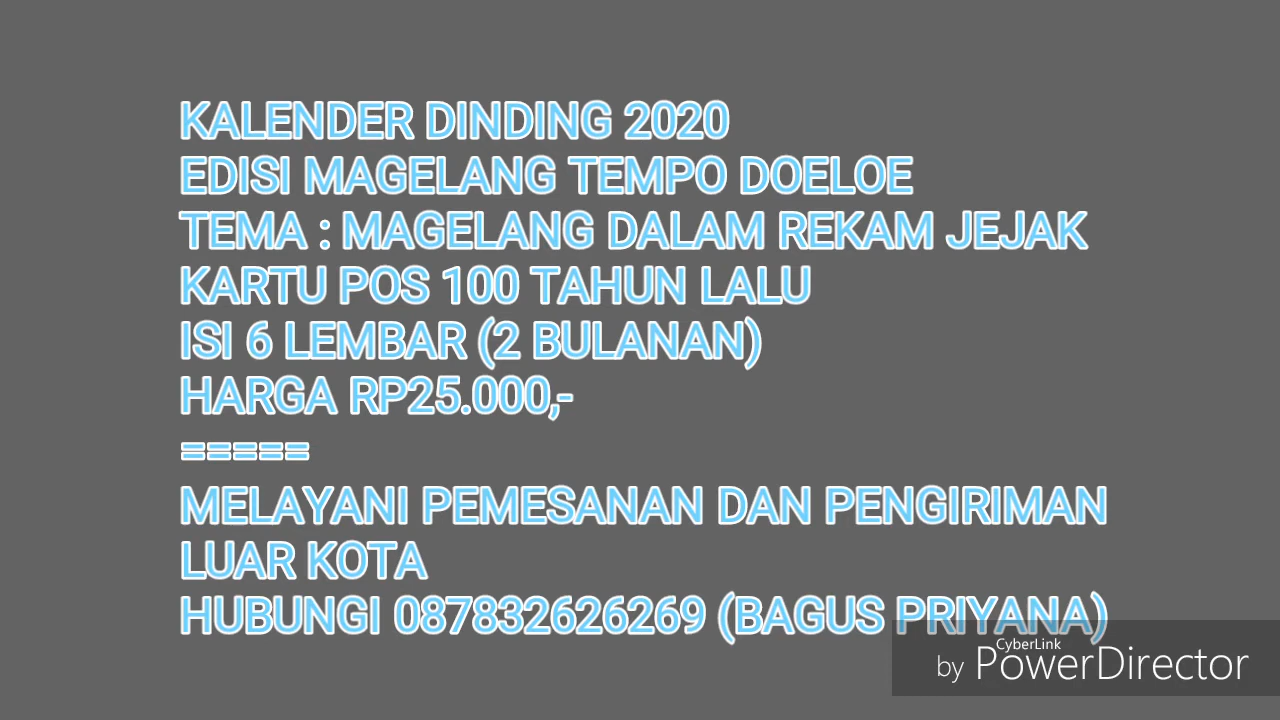 KALENDER DINDING 2020
EDISI MAGELANG TEMPO DOELOE
TEMA : MAGELANG DALAM REKAM JEJAK
KARTU POS 100 TAHUN LALU
ISI 6 LEMBAR (2 BULANAN)
HARGA RP25.000,-
=====
MELAYANI PEMESANAN DAN PENGIRIMAN
LUAR KOTA
HUBUNGI 087832626269 (BAGUS PRIYANA)
CyberLink
by PowerDirector